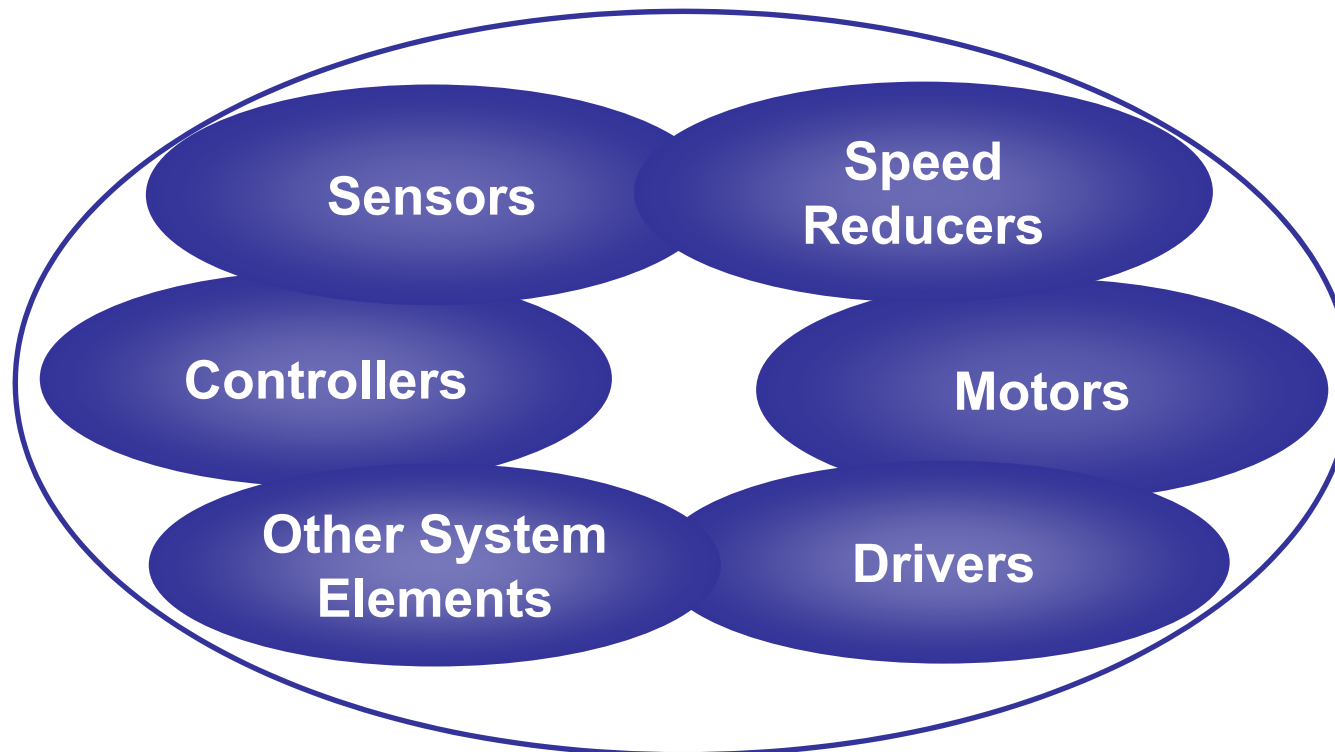 Sensors
Speed
Reducers
Controllers
Motors
Other System
Elements
Drivers